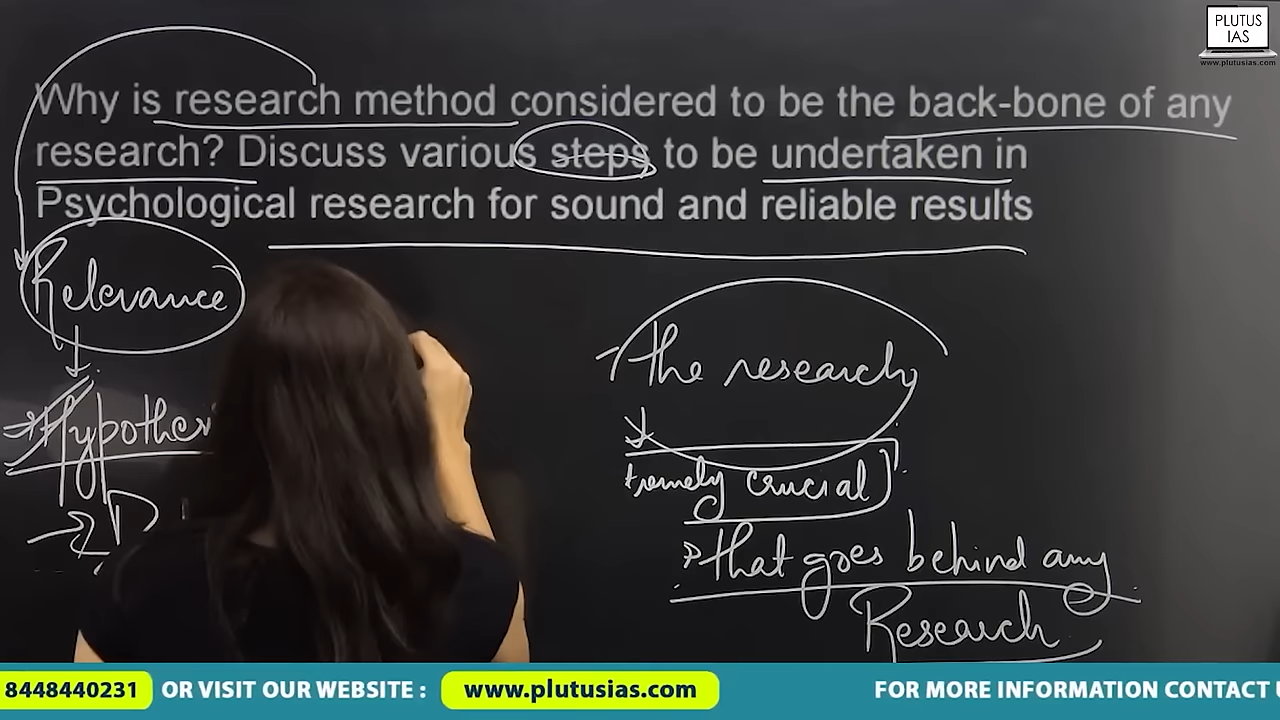 PLUTUS
IAS
www.plutusias.com
Why is research method considered to be the back-bone of any
research? Discuss various steps to be undertaken in
Psychological research for sound and reliable results
Relevance
The research
Hypothesi
tremely crucial
that goes behind any
Research
8448440231 OR VISIT OUR WEBSITE : www.plutusias.com FOR MORE INFORMATION CONTACT U